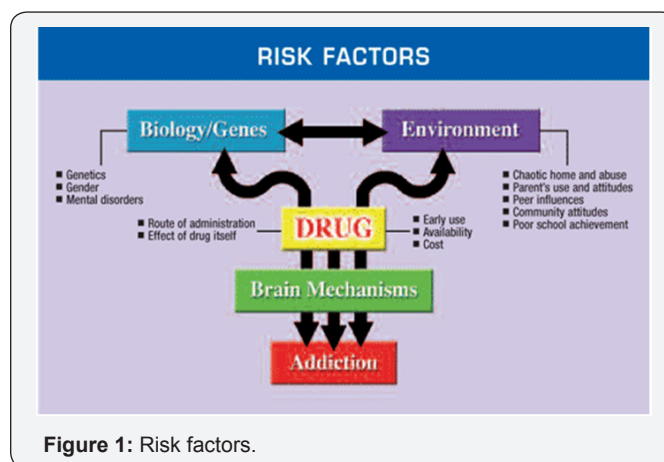 RISK FACTORS
Biology/Genes
Environment
■ Genetics
■ Gender
■ Mental disorders
■ Chaotic home and abuse
■ Parent's use and attitudes
■ Peer influences
■ Community attitudes
■ Poor school achievement
■ Route of administration
■ Effect of drug itself
DRUG
■ Early use
■ Availability
■ Cost
Brain Mechanisms
Addiction
Figure 1: Risk factors.